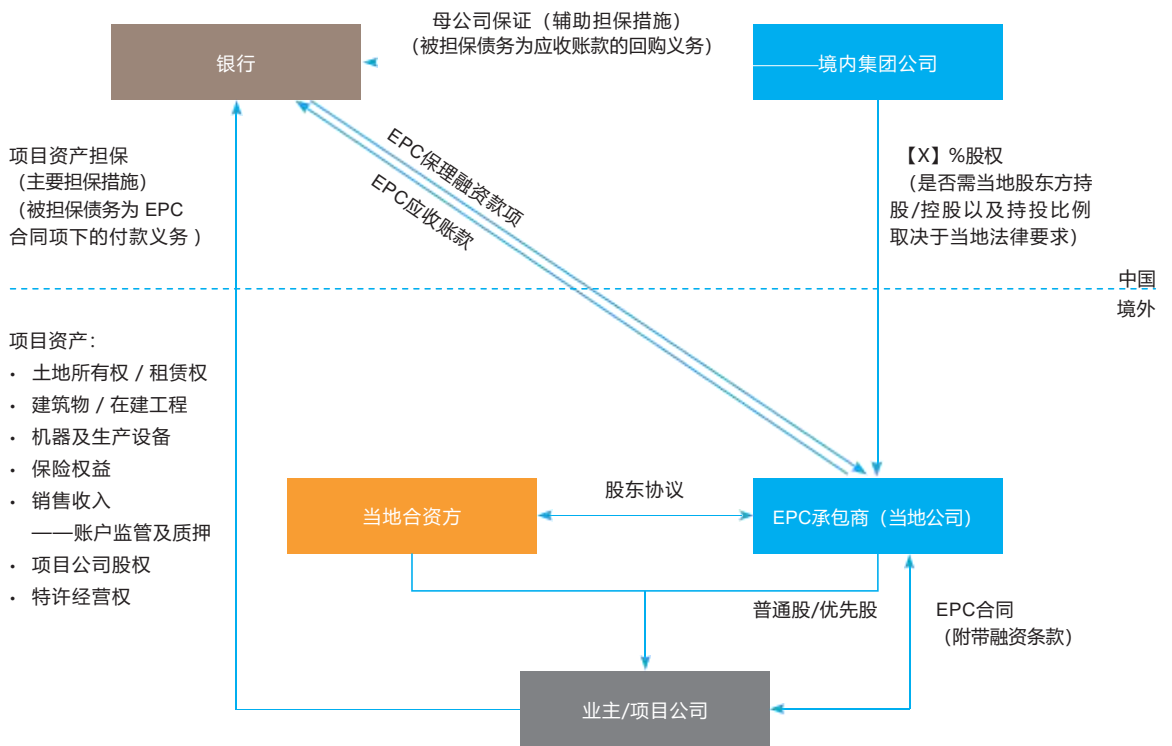 母公司保证（辅助担保措施）
（被担保债务为应收账款的回购义务）
银行
境内集团公司
项目资产担保
（主要担保措施）
（被担保债务为 EPC
合同项下的付款义务 ）
EPC保理融资款项
EPC应收账款
【X】%股权
（是否需当地股东方持
股/控股以及持投比例
取决于当地法律要求）
中国
境外
项目资产：
· 土地所有权 / 租赁权
· 建筑物 / 在建工程
· 机器及生产设备
· 保险权益
· 销售收入
——账户监管及质押
· 项目公司股权
· 特许经营权
当地合资方
股东协议
EPC承包商（当地公司）
普通股/优先股
EPC合同
（附带融资条款）
业主/项目公司